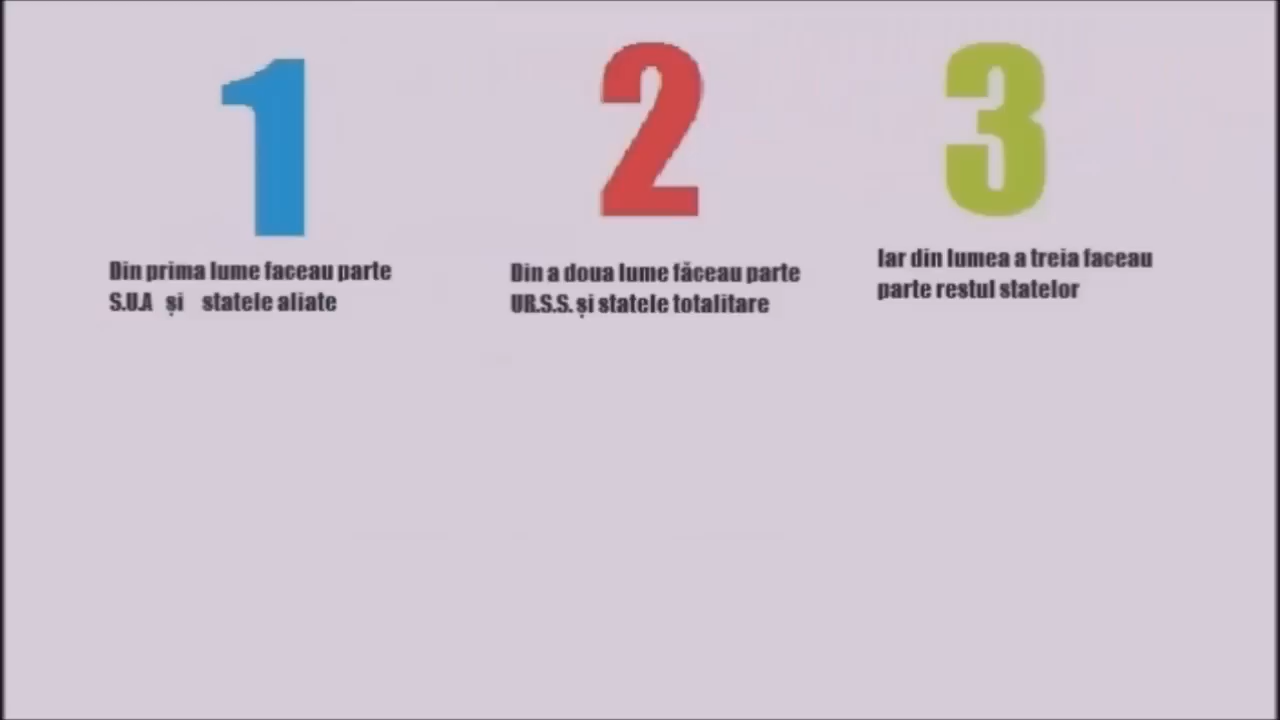 1
Din prima lume faceau parte
S.U.A și statele aliate
2
Din a doua lume făceau parte
UR.S.S. și statele totalitare
3
Iar din lumea a treia faceau
parte restul statelor